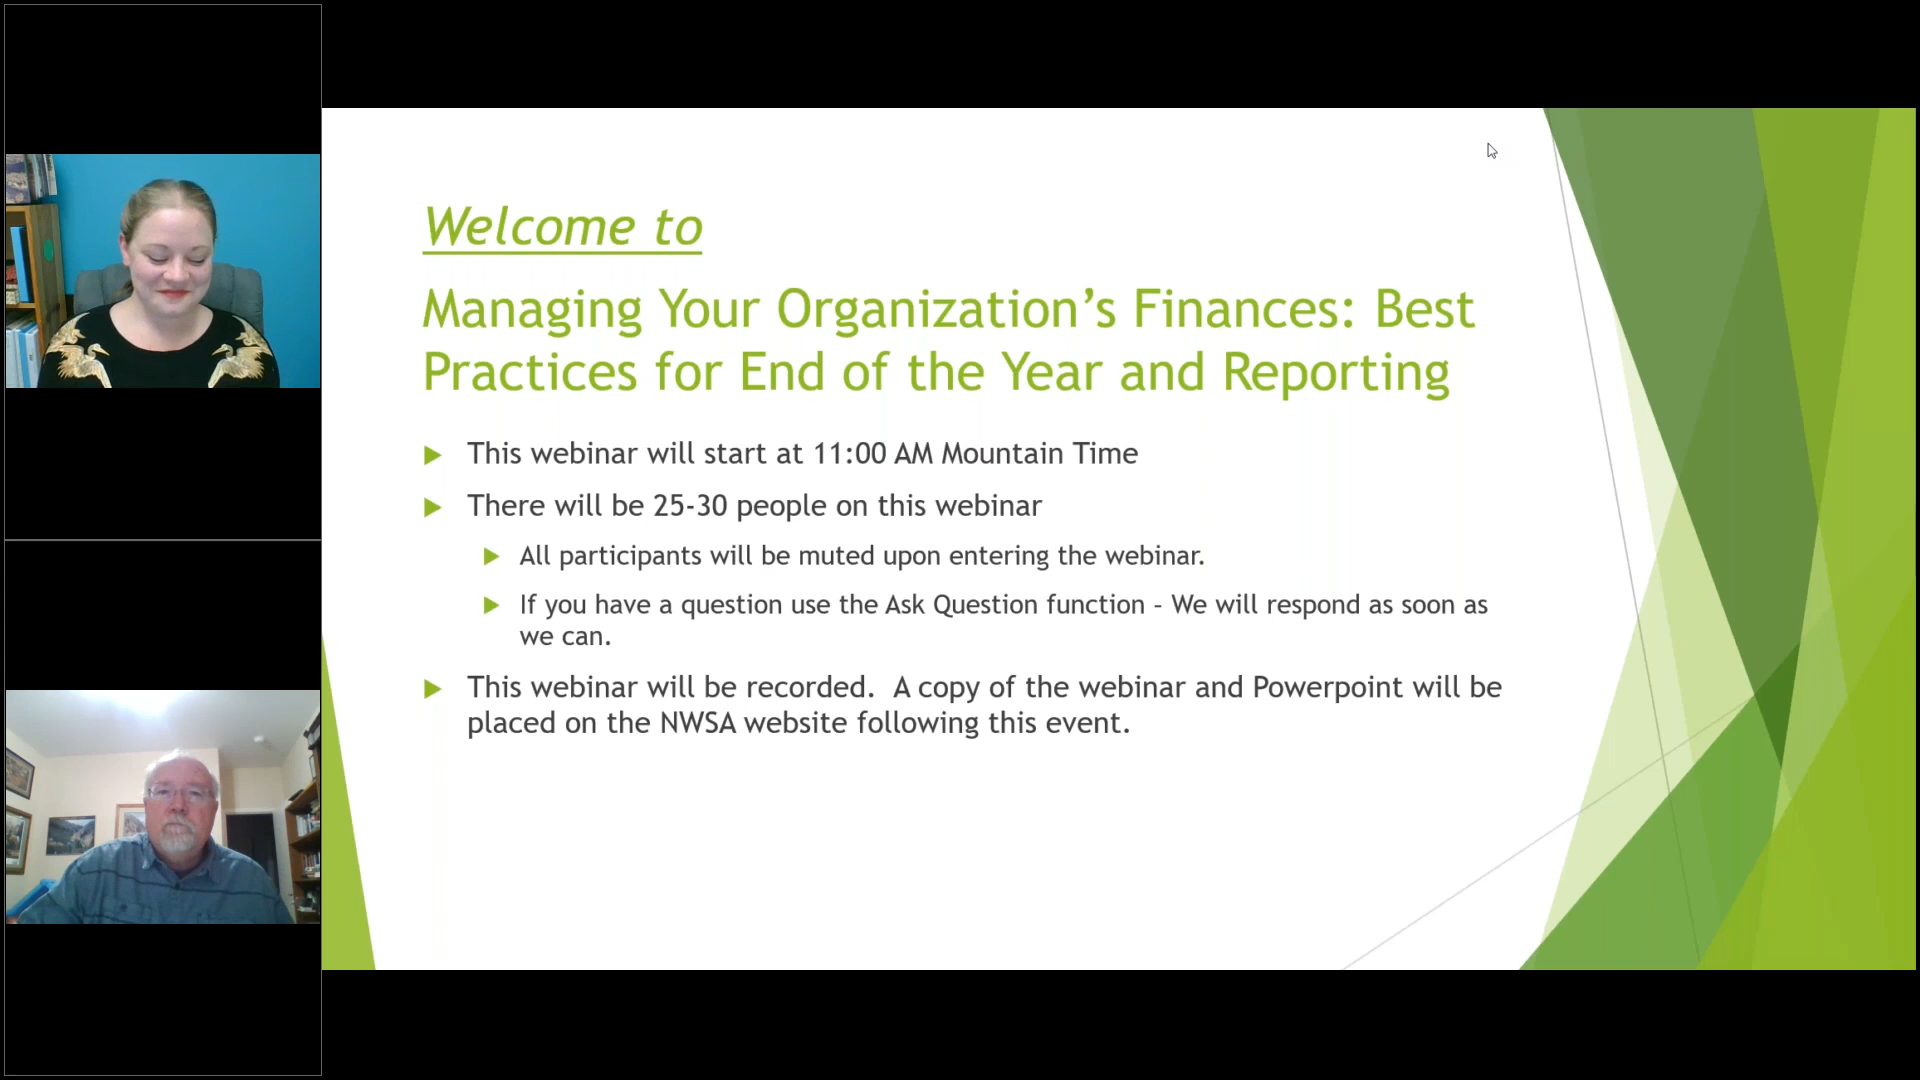 Welcome to
Managing Your Organization’s Finances: Best
Practices for End of the Year and Reporting
This webinar will start at 11:00 AM Mountain Time
There will be 25-30 people on this webinar
All participants will be muted upon entering the webinar.
If you have a question use the Ask Question function – We will respond as soon as
we can.
This webinar will be recorded.  A copy of the webinar and Powerpoint will be
placed on the NWSA website following this event.